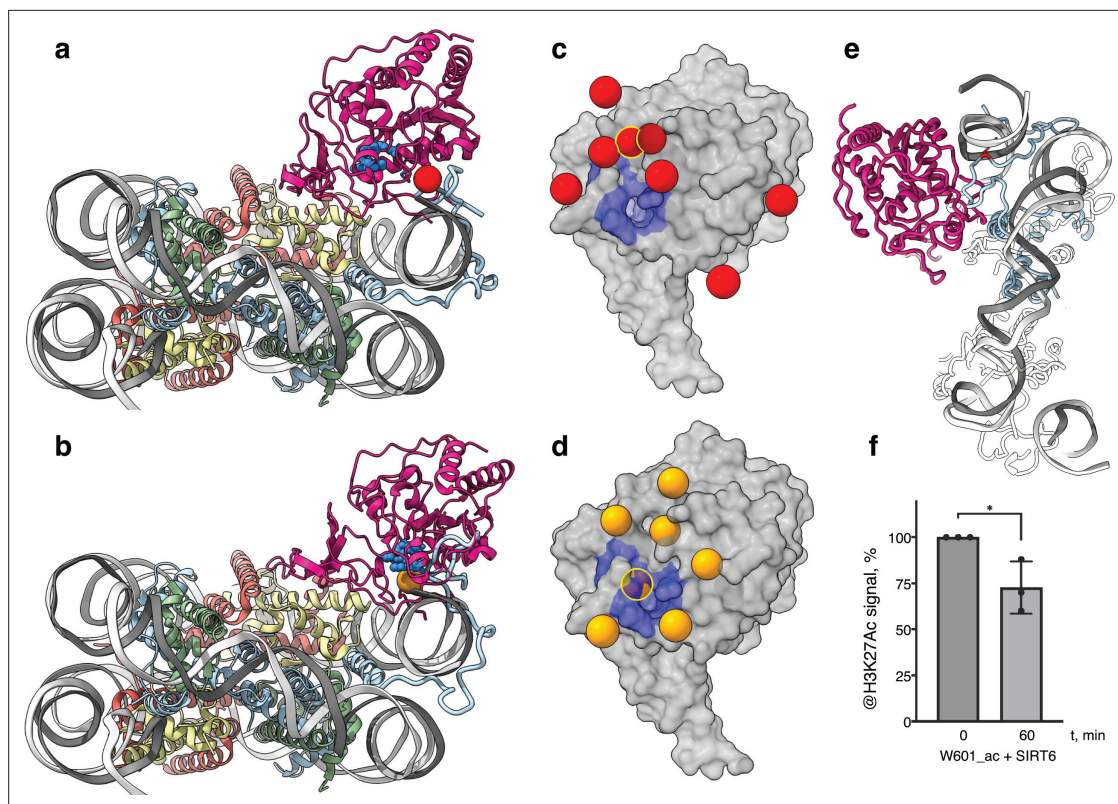 a
c
e
b
d
f
@H3K27Ac signal, %
*
100
75
50
25
0
0
60
t, min
W601_ac + SIRT6